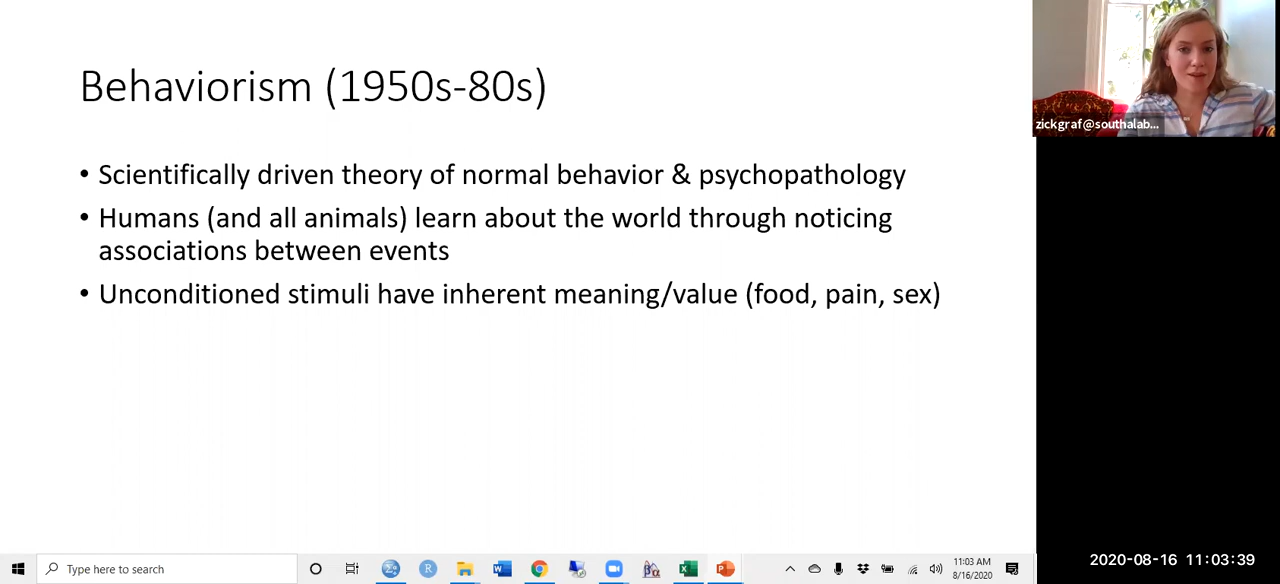 Behaviorism (1950s-80s)
• Scientifically driven theory of normal behavior & psychopathology
• Humans (and all animals) learn about the world through noticing
associations between events
• Unconditioned stimuli have inherent meaning/value (food, pain, sex)
zickgraf@southalab...
Type here to search
11:03 AM
8/16/2020
2020-08-16 11:03:39